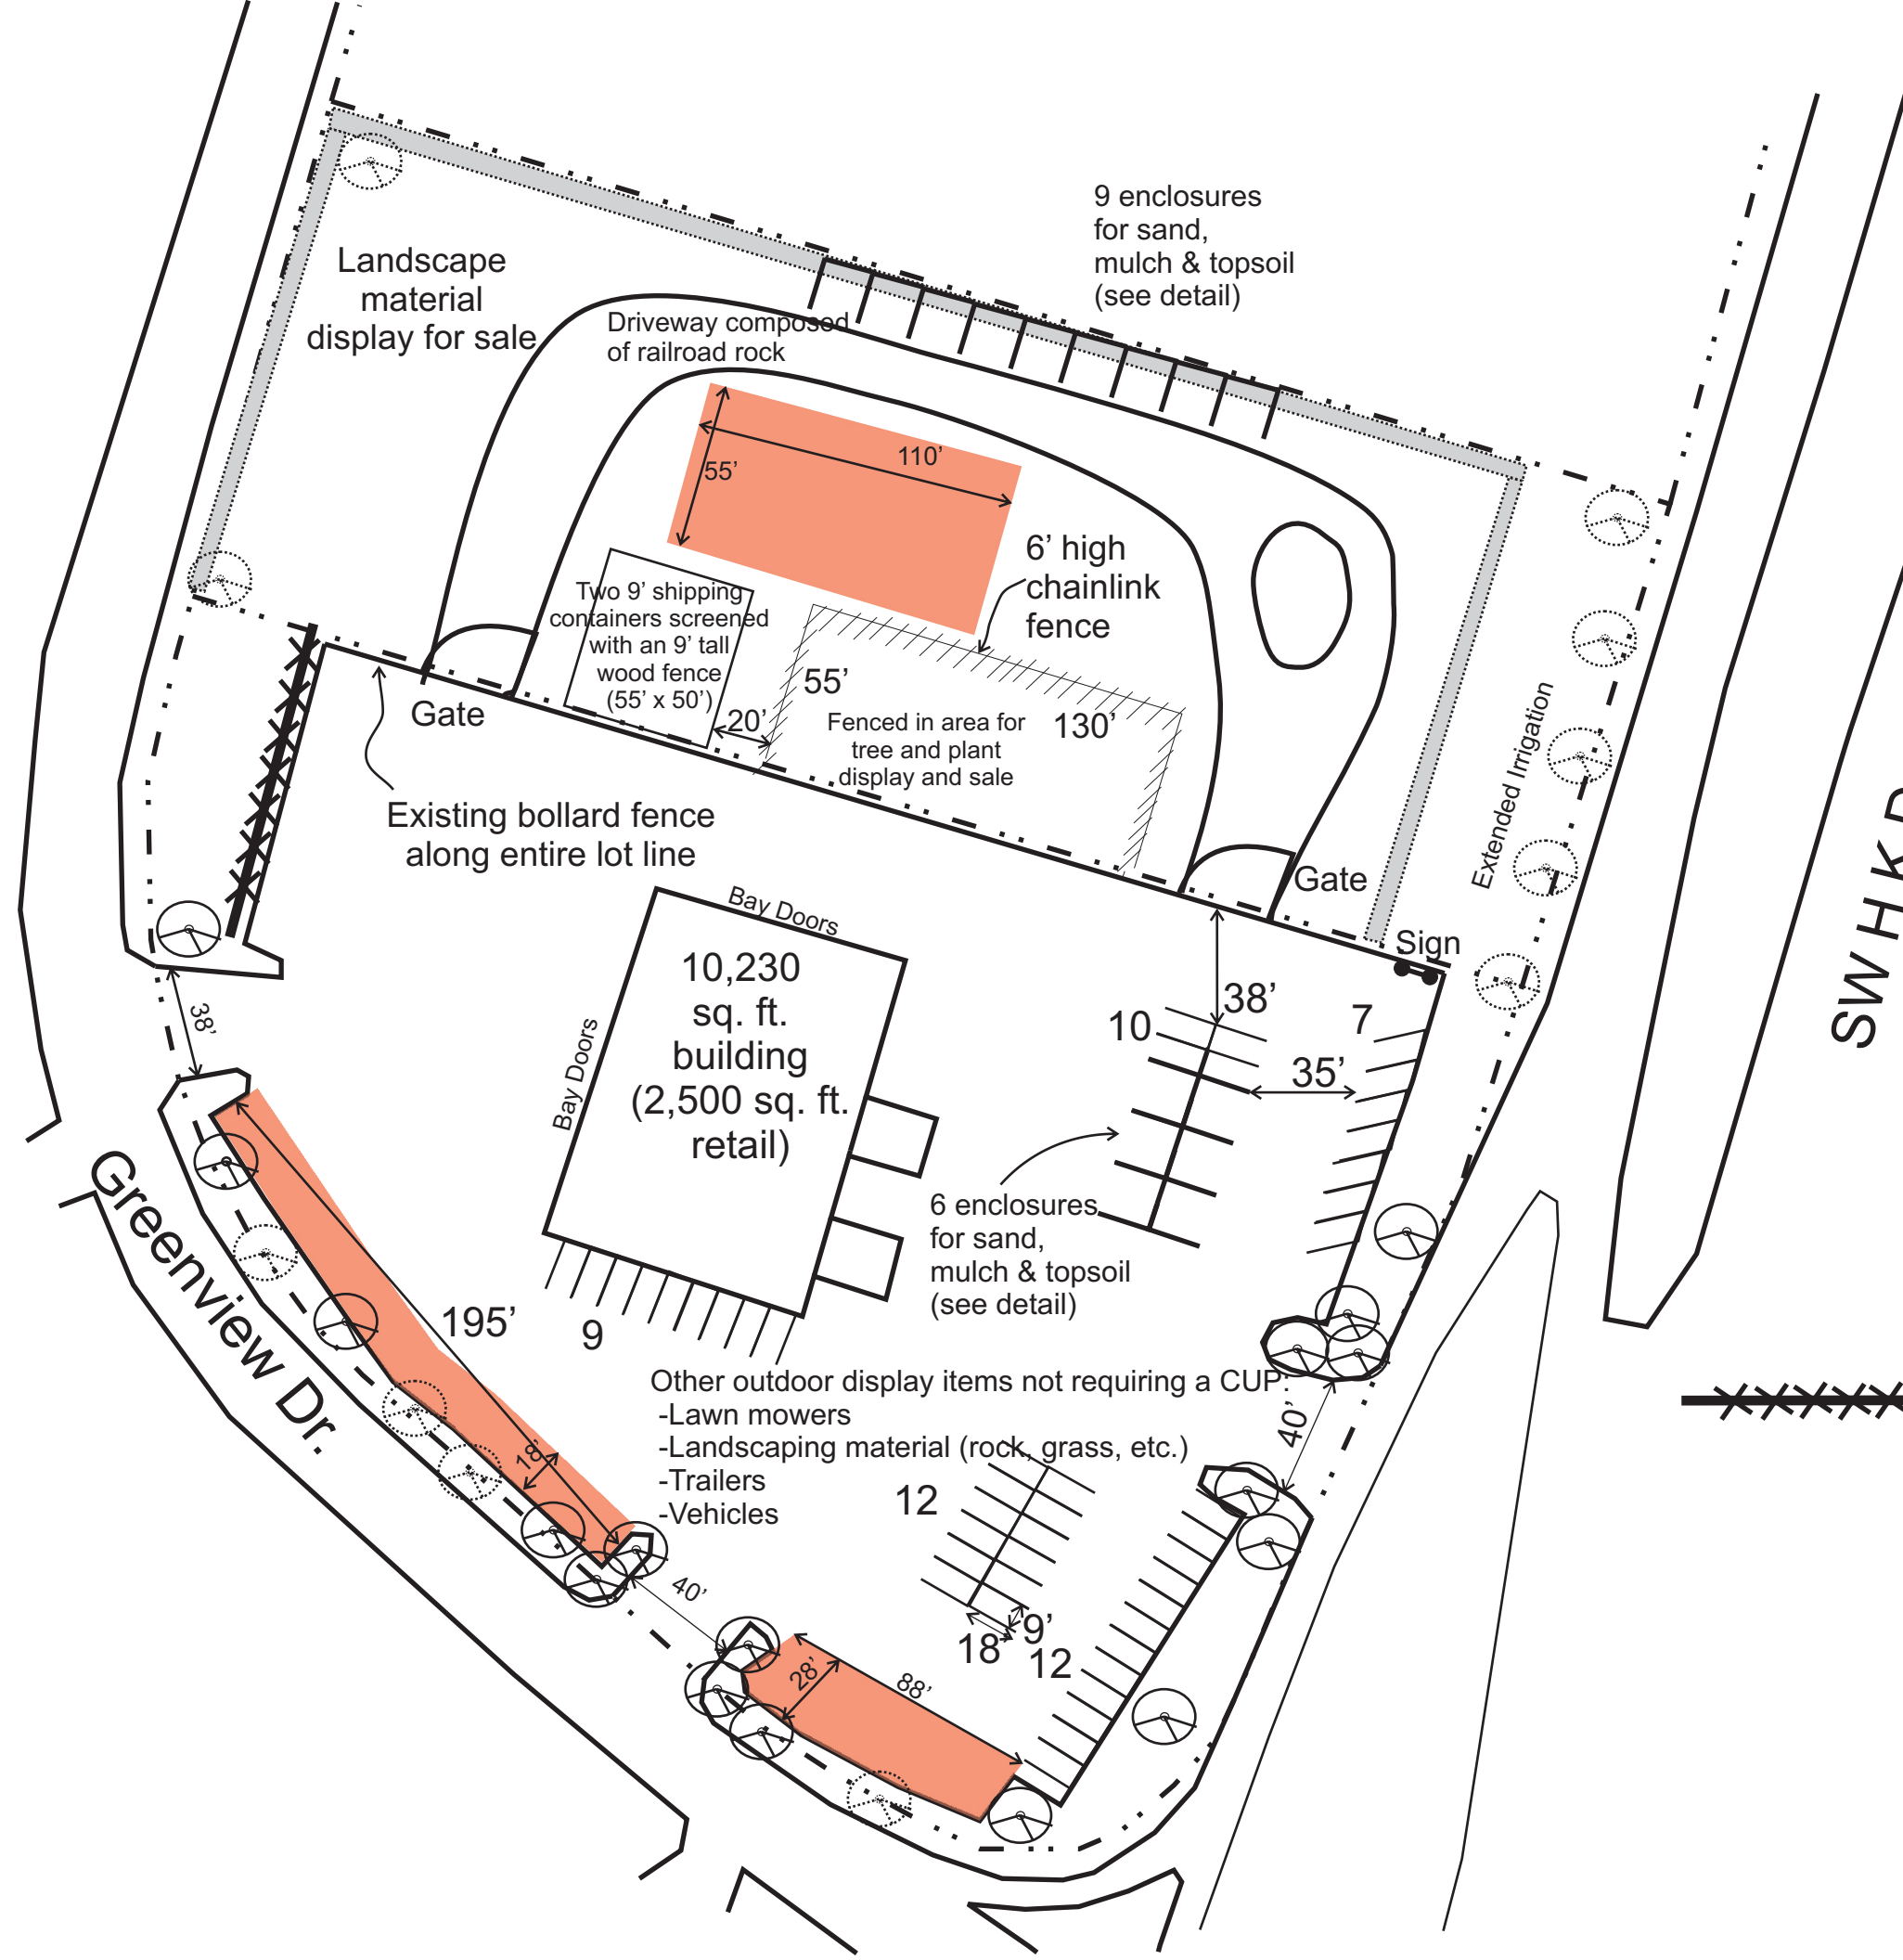 9 enclosures
for sand,
mulch & topsoil
(see detail)
Landscape
material
display for sale
Driveway composed
of railroad rock
110’
55’
6’ high
chainlink
fence
Two 9’ shipping
containers screened
with an 9’ tall
wood fence
(55’ x 50’)
55’
20’
130’
Fenced in area for
tree and plant
display and sale
Gate
Existing bollard fence
along entire lot line
Extended Irrigation
Gate
Sign
SW H K D
Bay Doors
Bay Doors
10,230
sq. ft.
building
(2,500 sq. ft.
retail)
38’
38’
10
7
35’
6 enclosures
for sand,
mulch & topsoil
(see detail)
Greenview Dr.
195’
9
18’
Other outdoor display items not requiring a CUP:
-Lawn mowers
-Landscaping material (rock, grass, etc.)
-Trailers
-Vehicles
40’
12
40’
9’
18’
12
28’
88’